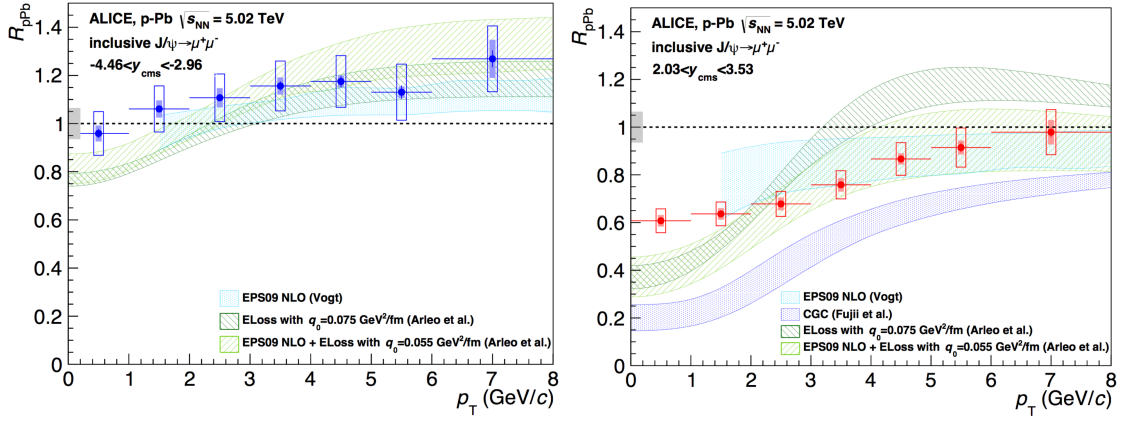 ALICE, p-Pb √sNN = 5.02 TeV
inclusive J/ψ→μ+μ-
-4.46<ycms<-2.96
RpPb
1.4
1.2
1
0.8
0.6
0.4
0.2
0
EPS09 NLO (Vogt)
ELoss with q0=0.075 GeV2/fm (Arleo et al.)
EPS09 NLO + ELoss with q0=0.055 GeV2/fm (Arleo et al.)
0 1 2 3 4 5 6 7 8
pT (GeV/c)
ALICE, p-Pb √sNN = 5.02 TeV
inclusive J/ψ→μ+μ-
2.03<ycms<3.53
RpPb
1.4
1.2
1
0.8
0.6
0.4
0.2
0
EPS09 NLO (Vogt)
CGC (Fujii et al.)
ELoss with q0=0.075 GeV2/fm (Arleo et al.)
EPS09 NLO + ELoss with q0=0.055 GeV2/fm (Arleo et al.)
0 1 2 3 4 5 6 7 8
pT (GeV/c)